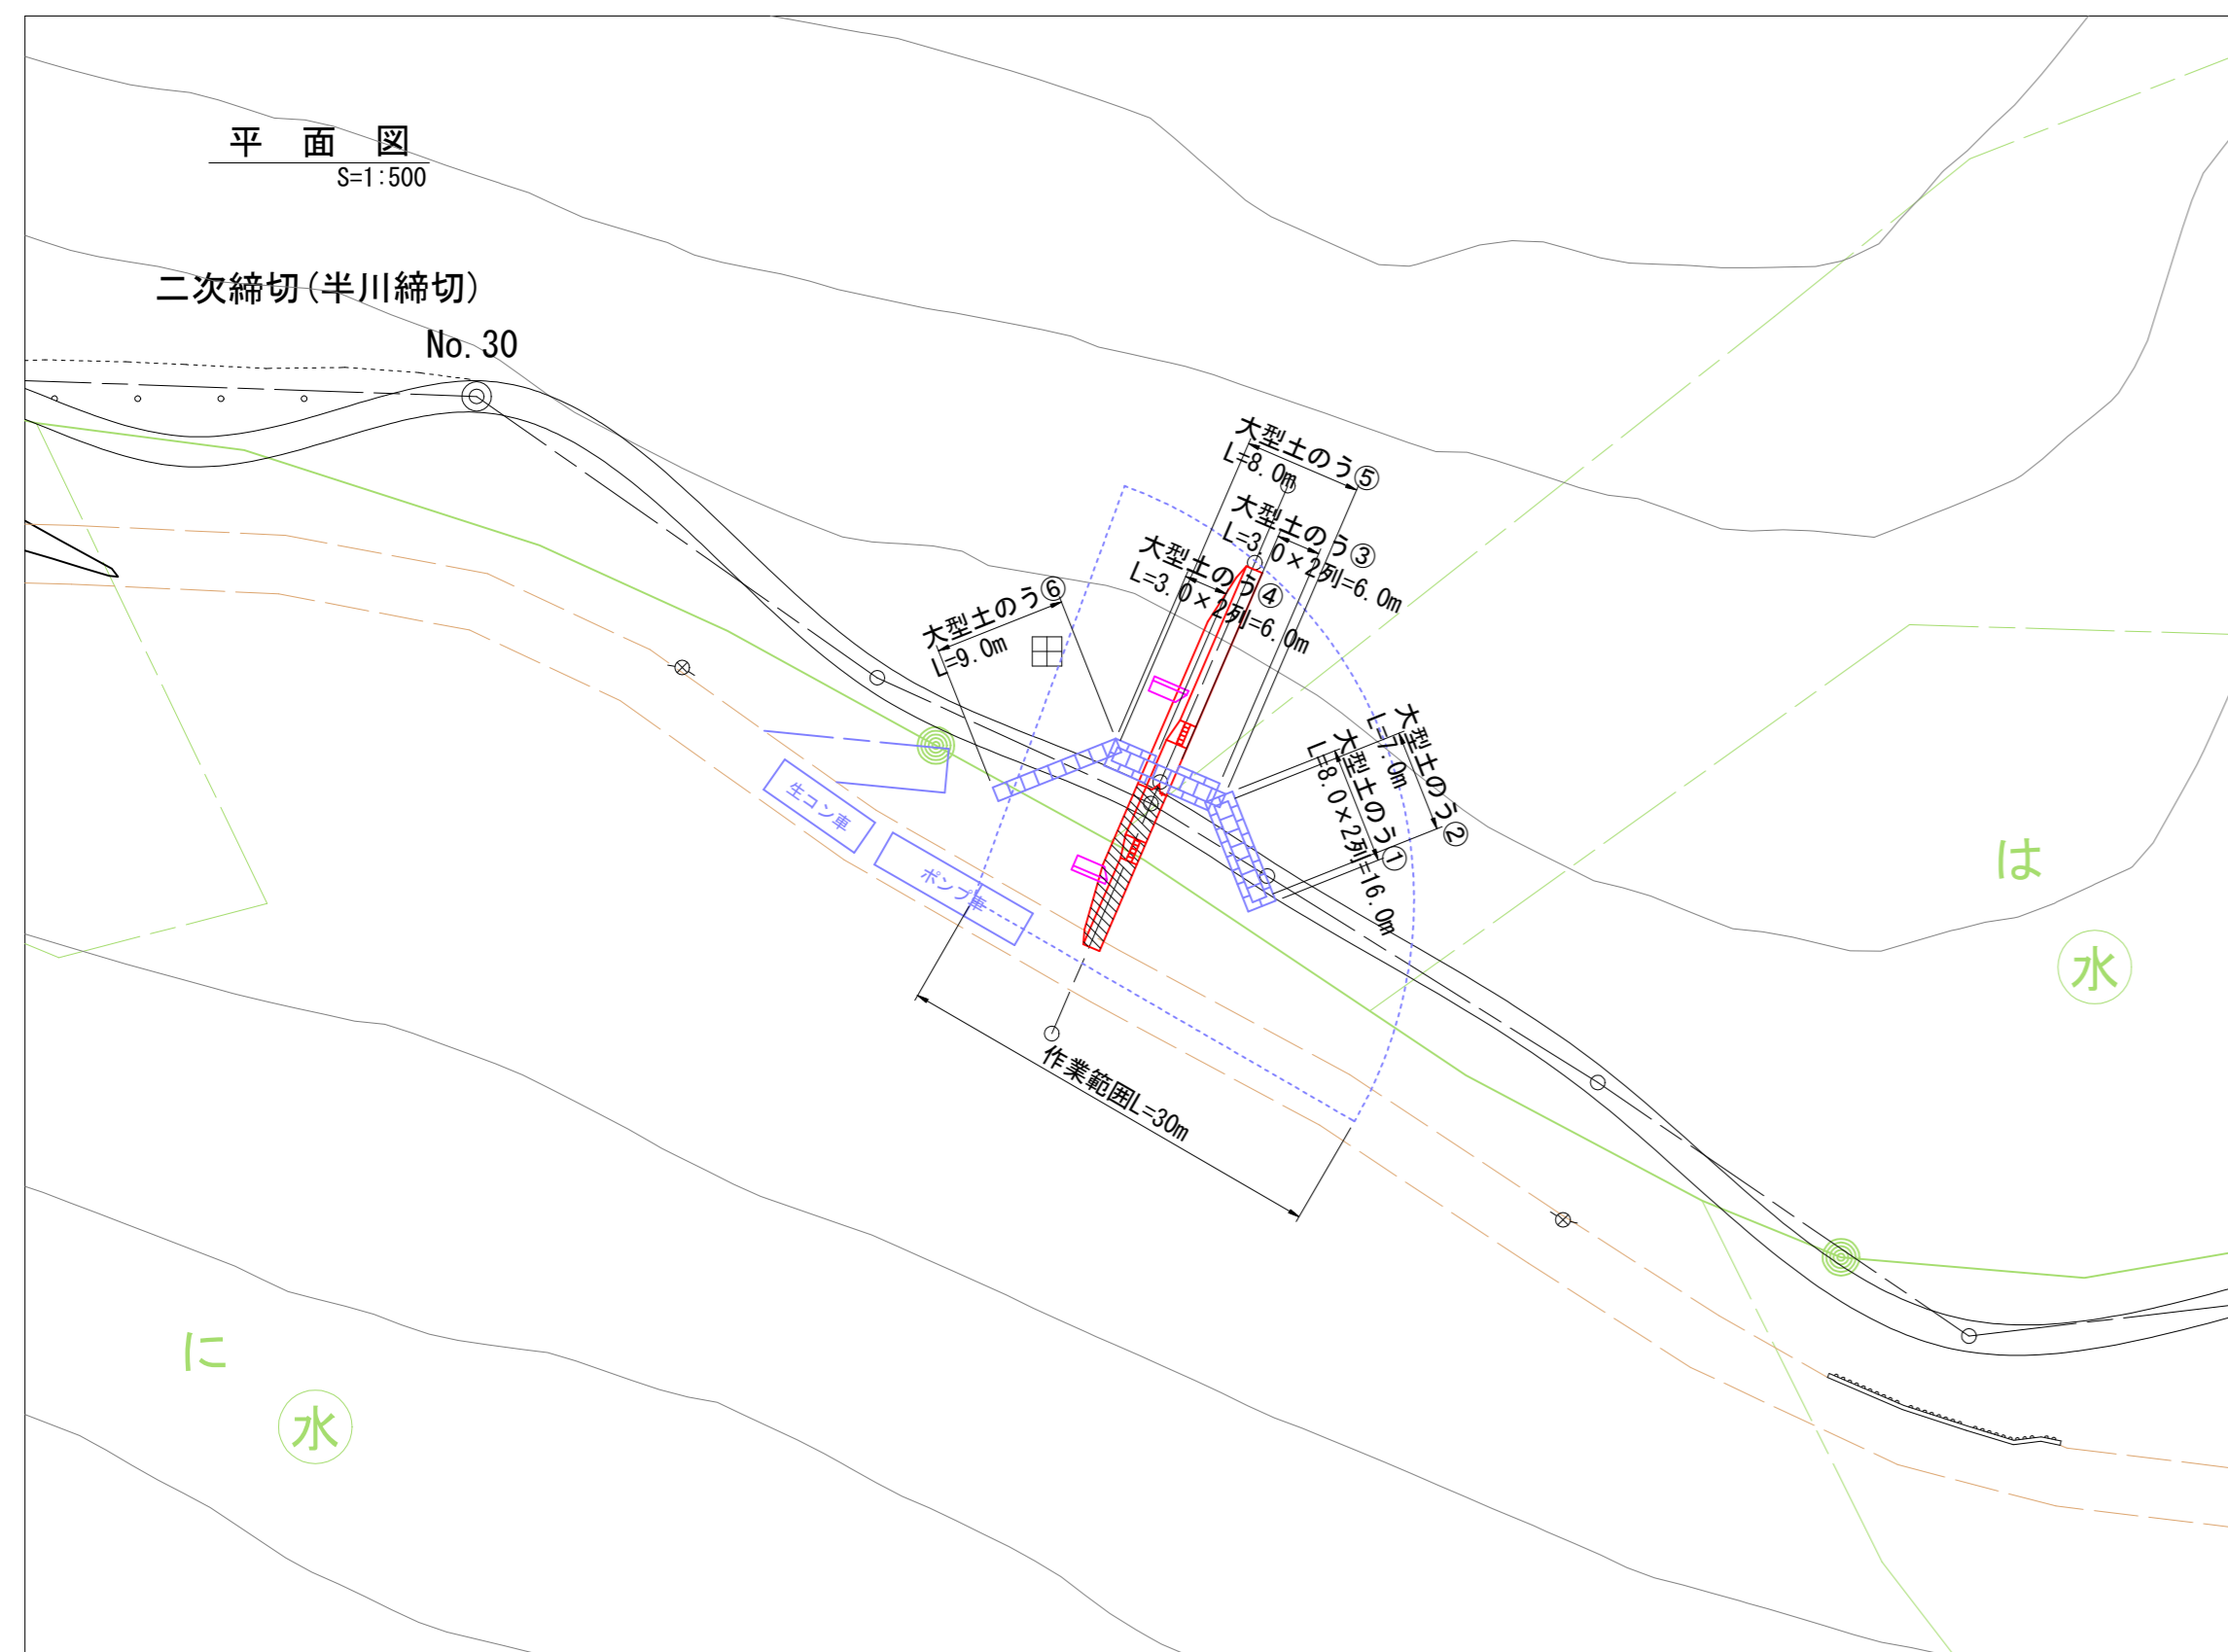 平 面 図
S=1:500
二次締切(半川締切)
No.30
大型土のう⑤
L=8.0m
大型土のう③
L=3.0×2列=6.0m
大型土のう④
L=3.0×2列=6.0m
大型土のう⑥
L=9.0m
大型土のう②
L=7.0m
大型土のう①
L=8.0×2列=16.0m
生コン車
ポンプ車
作業範囲L=30m
は
水
に
水